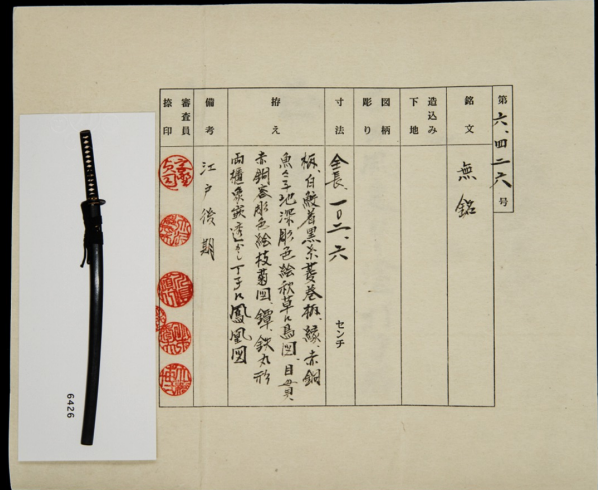 第六、四二六号
銘文
無銘
造込み
下地
図柄
彫り
寸法
全長、一〇二、六 センチ
拵え
柄、白鮫着黒糸菱巻柄、縁、赤銅
魚々子地深彫色絵秋草に鳥図、目貫
赤銅容彫色絵枝菊図、鐔、鉄丸形
両櫃象嵌透かし丁子に鳳凰図
備考
江戸後期
審査員
捺印
6426